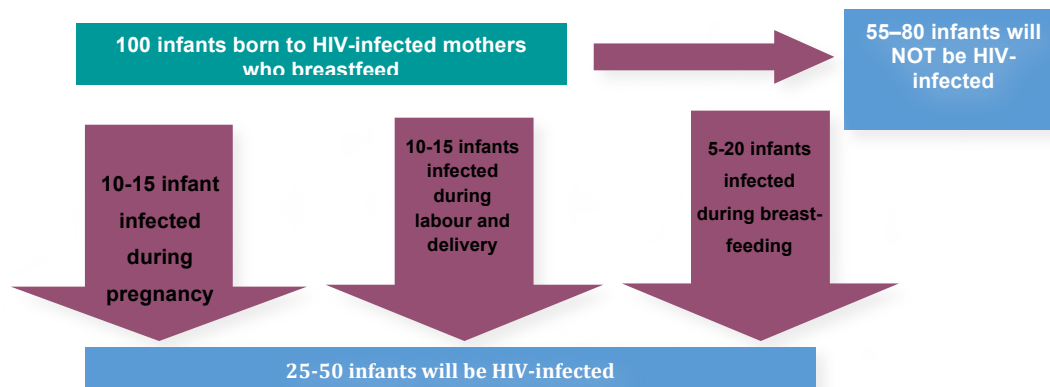 100 infants born to HIV-infected mothers
who breastfeed
55–80 infants will
NOT be HIV-
infected
10-15 infant
infected
during
pregnancy
10-15 infants
infected
during
labour and
delivery
5-20 infants
infected
during breast-
feeding
25-50 infants will be HIV-infected